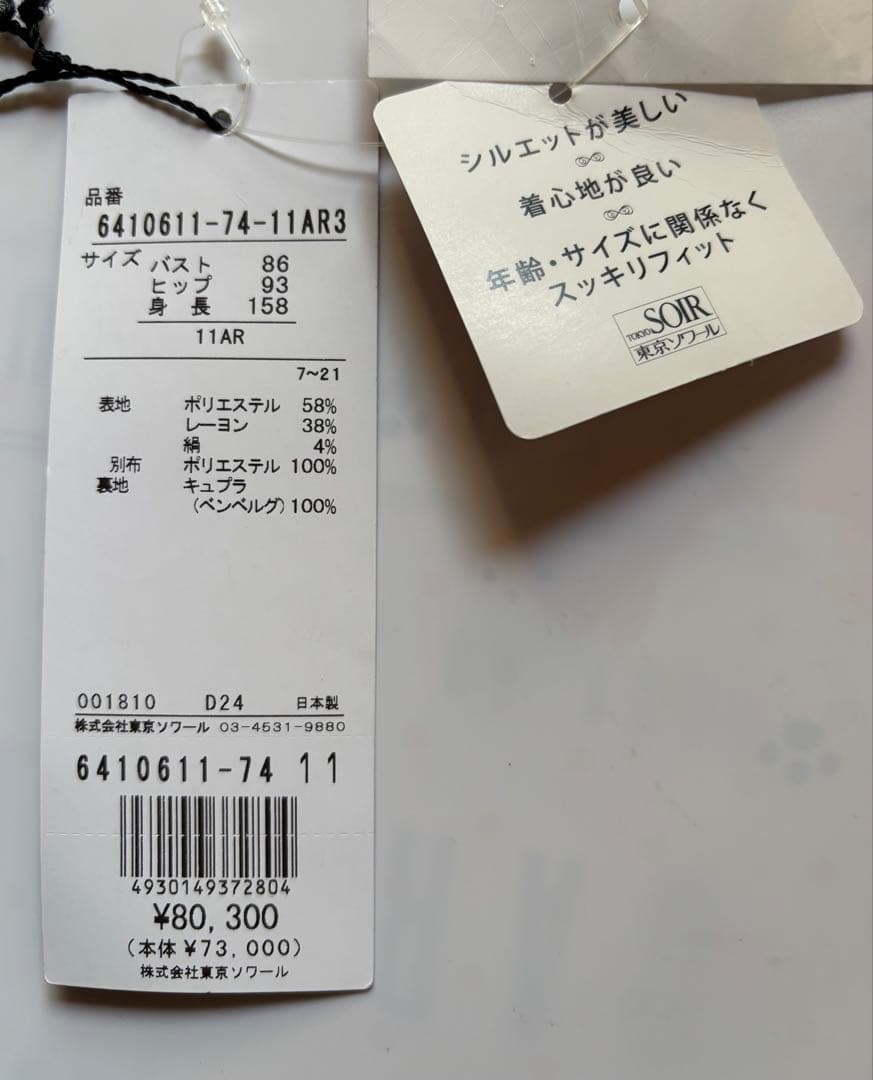 品番
6410611-74-11AR3
サイズ バスト 86
ヒップ 93
身長 158
11AR
7~21
表地 ポリエステル 58%
レーヨン 38%
絹 4%
別布 ポリエステル 100%
裏地 キュプラ
(ベンベルグ)100%
001810 D24 日本製
株式会社東京ソワール 03-4531-9880
6410611-74 11
4930149372804
¥80,300
(本体¥73,000)
株式会社東京ソワール
シルエットが美しい
着心地が良い
年齢・サイズに関係なく
スッキリフィット
TOKYO SOIR
東京ソワール